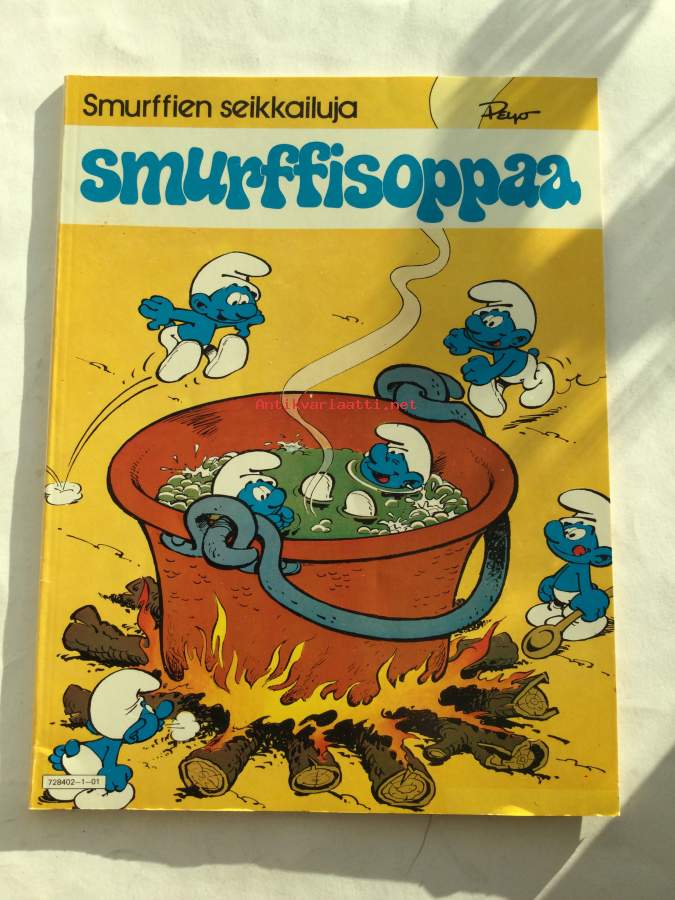 Smurffien seikkailuja
Peyo
smurffisoppaa
Antikvariaatti.net
728402-1-01